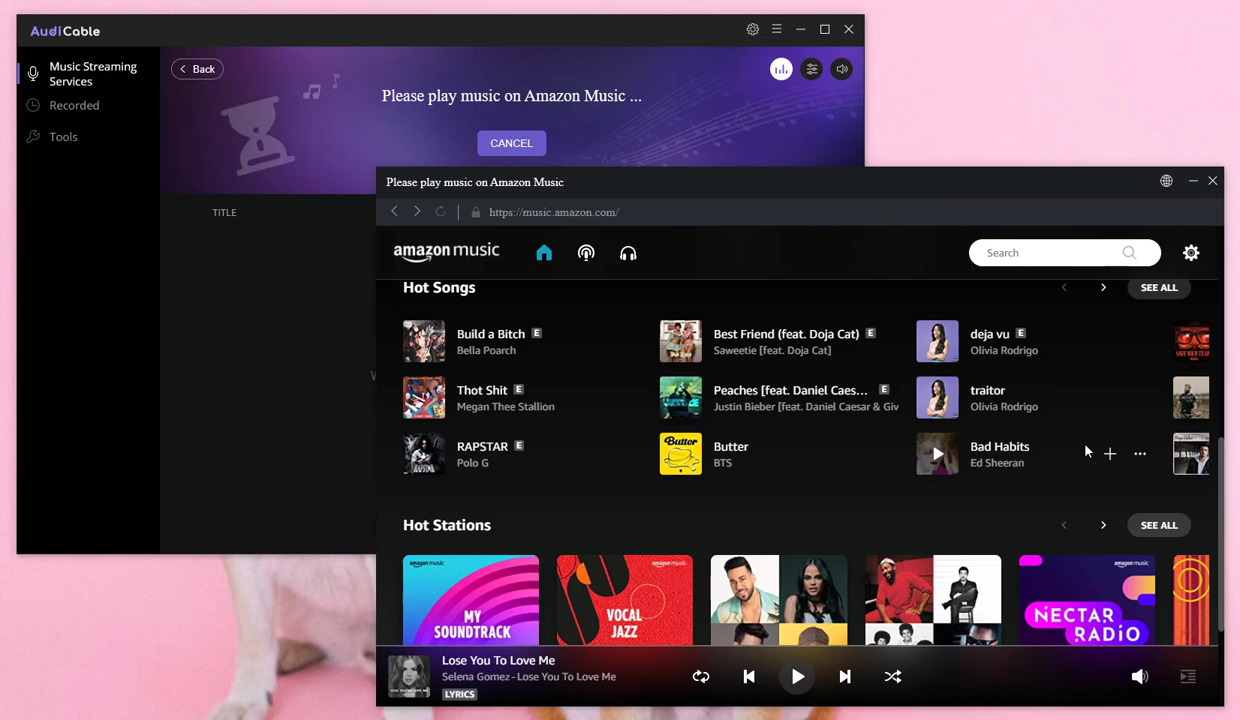 AudiCable
Music Streaming
Services
Recorded
Tools
Back
Please play music on Amazon Music ...
CANCEL
TITLE
W
Please play music on Amazon Music
https://music.amazon.com/
amazon music
Search
Hot Songs
SEE ALL
Build a Bitch E
Bella Poarch
Best Friend (feat. Doja Cat) E
Saweetie [feat. Doja Cat]
deja vu E
Olivia Rodrigo
Thot Shit E
Megan Thee Stallion
Peaches [feat. Daniel Caes... E
Justin Bieber [feat. Daniel Caesar & Giv
traitor
Olivia Rodrigo
RAPSTAR E
Polo G
Butter
Butter
BTS
Bad Habits
Ed Sheeran
Hot Stations
SEE ALL
amazon music
MY
SOUNDTRACK
amazon music
VOCAL
JAZZ
amazon music
NECTAR
RADIO
Lose You To Love Me
Selena Gomez - Lose You To Love Me
LYRICS